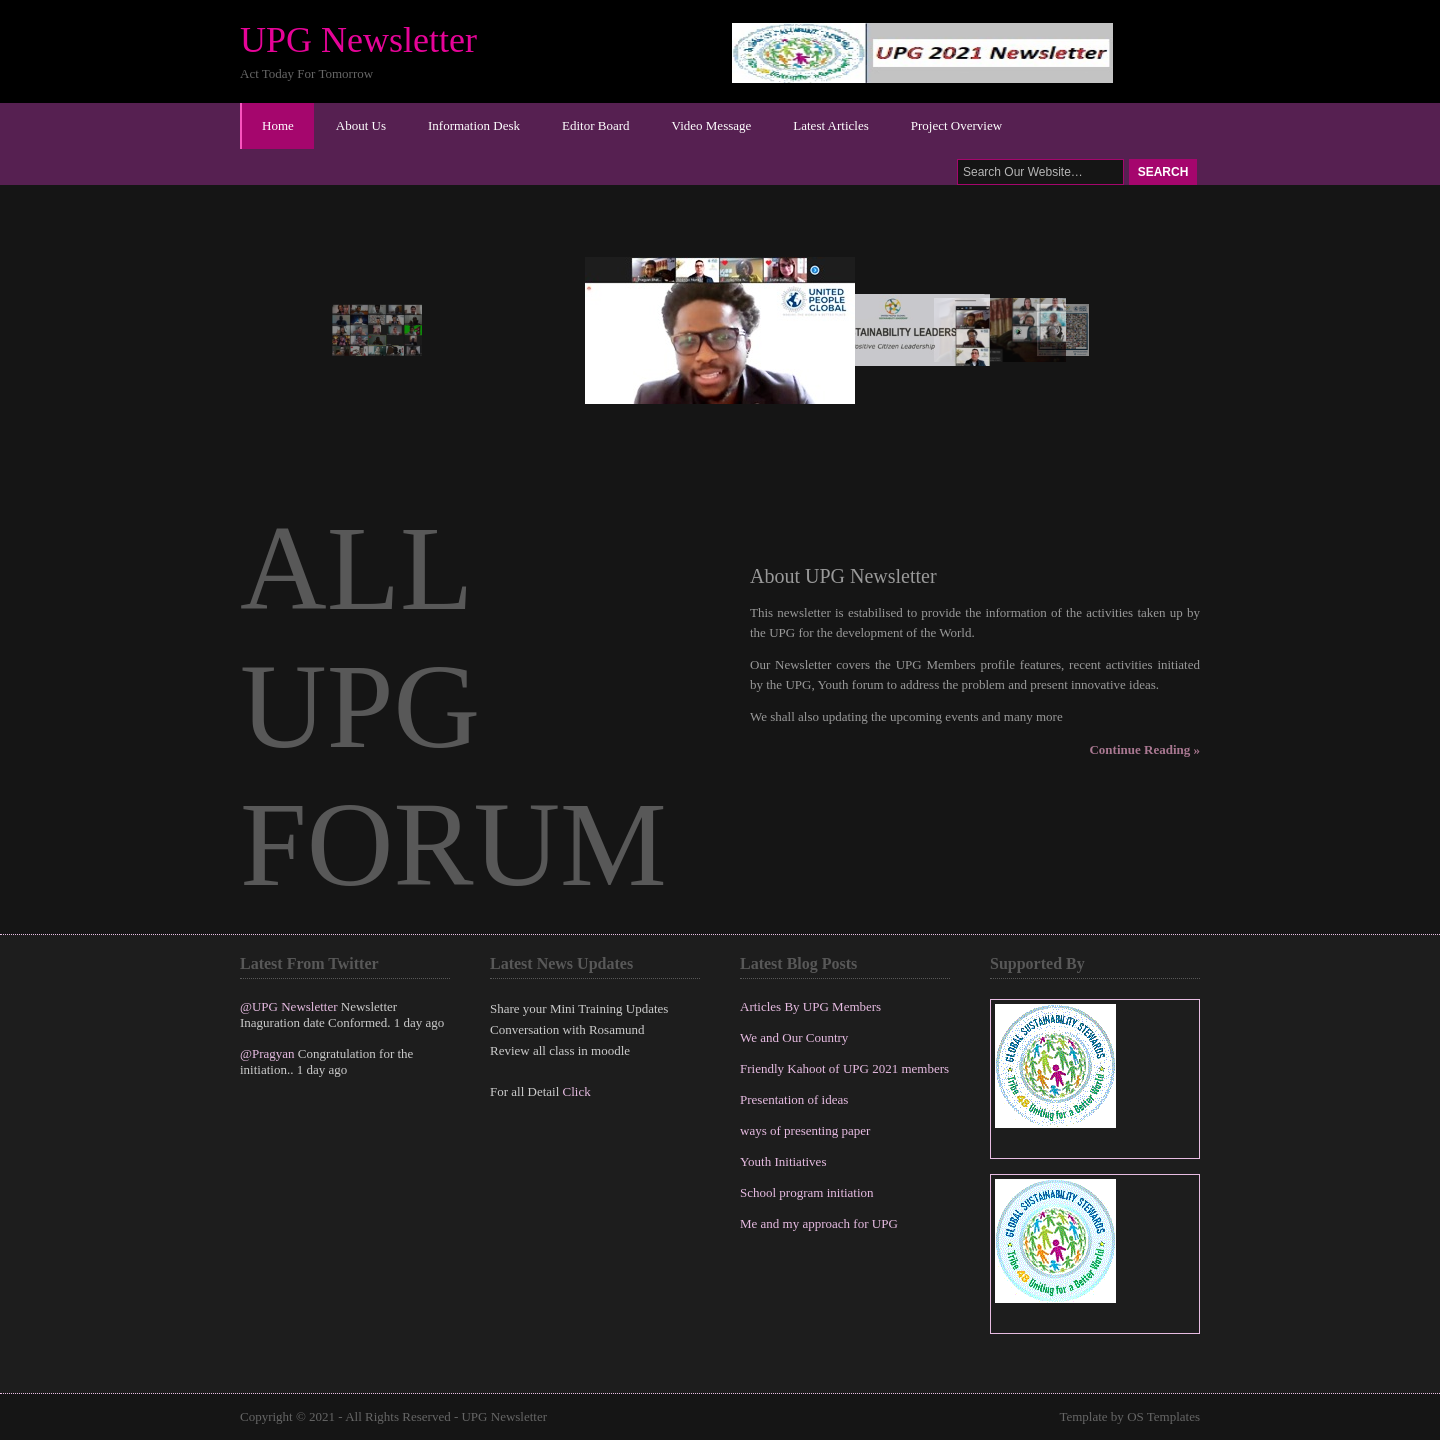 UPG Newsletter
Act Today For Tomorrow
UPG 2021 Newsletter
Home
About Us
Information Desk
Editor Board
Video Message
Latest Articles
Project Overview
Search Our Website…
SEARCH
UNITED
PEOPLE
GLOBAL
TAINABILITY LEADERS
ositive Citizen Leadership
ALL
UPG
FORUM
About UPG Newsletter
This newsletter is estabilised to provide the information of the activities taken up by
the UPG for the development of the World.
Our Newsletter covers the UPG Members profile features, recent activities initiated
by the UPG, Youth forum to address the problem and present innovative ideas.
We shall also updating the upcoming events and many more
Continue Reading »
Latest From Twitter
@UPG Newsletter Newsletter
Inaguration date Conformed. 1 day ago
@Pragyan Congratulation for the
initiation.. 1 day ago
Latest News Updates
Share your Mini Training Updates
Conversation with Rosamund
Review all class in moodle
For all Detail Click
Latest Blog Posts
Articles By UPG Members
We and Our Country
Friendly Kahoot of UPG 2021 members
Presentation of ideas
ways of presenting paper
Youth Initiatives
School program initiation
Me and my approach for UPG
Supported By
GLOBAL SUSTAINABILITY STEWARDS
Tribe 48 Uniting for a Better World
GLOBAL SUSTAINABILITY STEWARDS
Tribe 48 Uniting for a Better World
Copyright © 2021 - All Rights Reserved - UPG Newsletter
Template by OS Templates